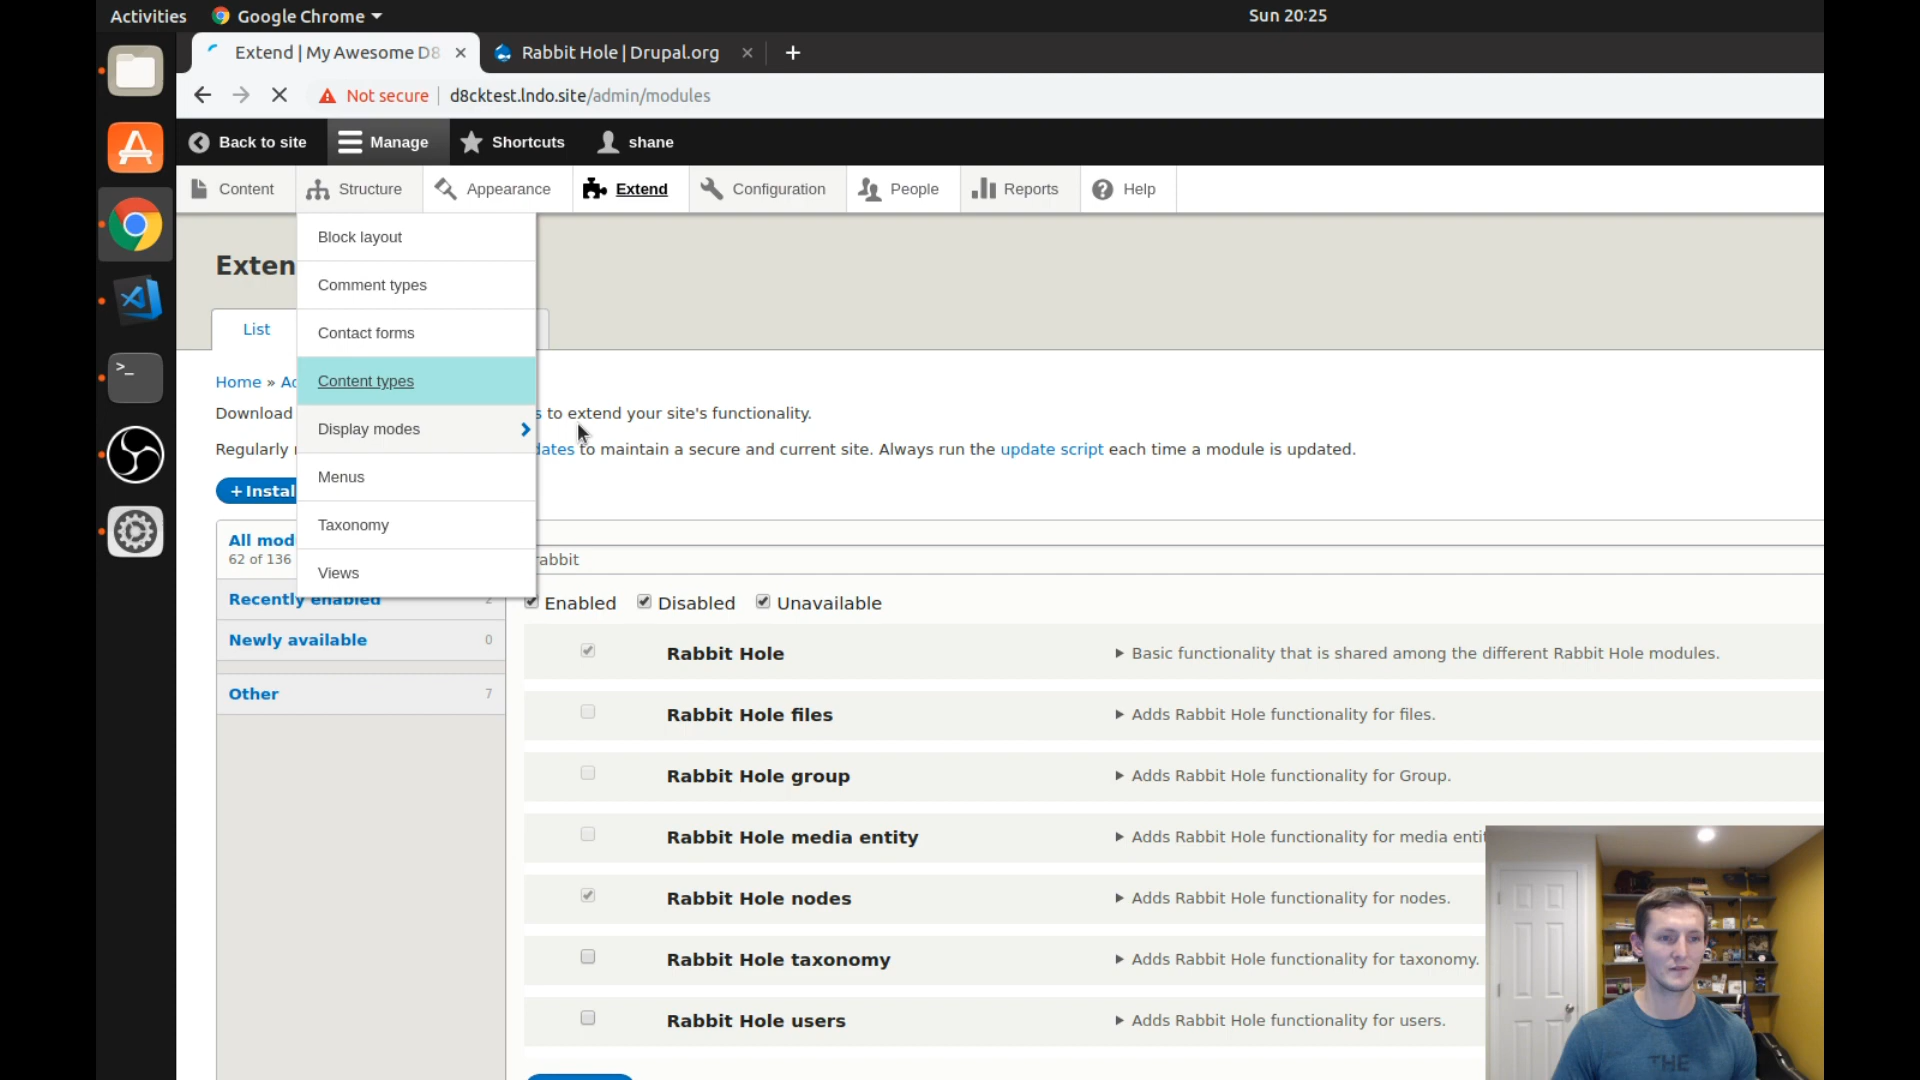 Activities
Google Chrome
Sun 20:25
Extend | My Awesome D8
Rabbit Hole | Drupal.org
Not secure
d8cktest.lndo.site/admin/modules
Back to site
Manage
Shortcuts
shane
Content
Structure
Appearance
Extend
Configuration
People
Reports
Help
Block layout
Comment types
Contact forms
Content types
Display modes
Menus
Taxonomy
Views
Exten
List
Home »
Download
to extend your site's functionality.
Regularly
dates to maintain a secure and current site. Always run the update script each time a module is updated.
+ Instal
All mod
62 of 136
Recently enabled 2
Newly available 0
Other 7
rabbit
Enabled
Disabled
Unavailable
Rabbit Hole
Basic functionality that is shared among the different Rabbit Hole modules.
Rabbit Hole files
Adds Rabbit Hole functionality for files.
Rabbit Hole group
Adds Rabbit Hole functionality for Group.
Rabbit Hole media entity
Adds Rabbit Hole functionality for media enti
Rabbit Hole nodes
Adds Rabbit Hole functionality for nodes.
Rabbit Hole taxonomy
Adds Rabbit Hole functionality for taxonomy.
Rabbit Hole users
Adds Rabbit Hole functionality for users.
THE